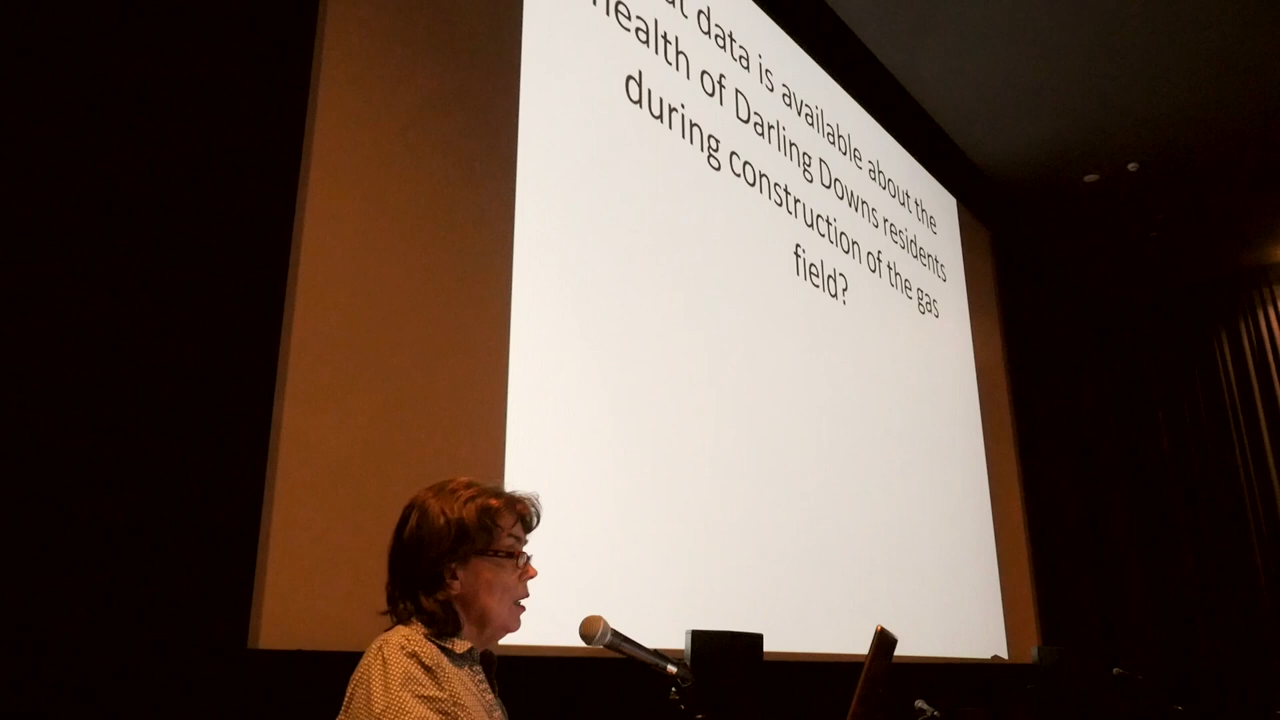 data is available about the
health of Darling Downs residents
during construction of the gas
field?